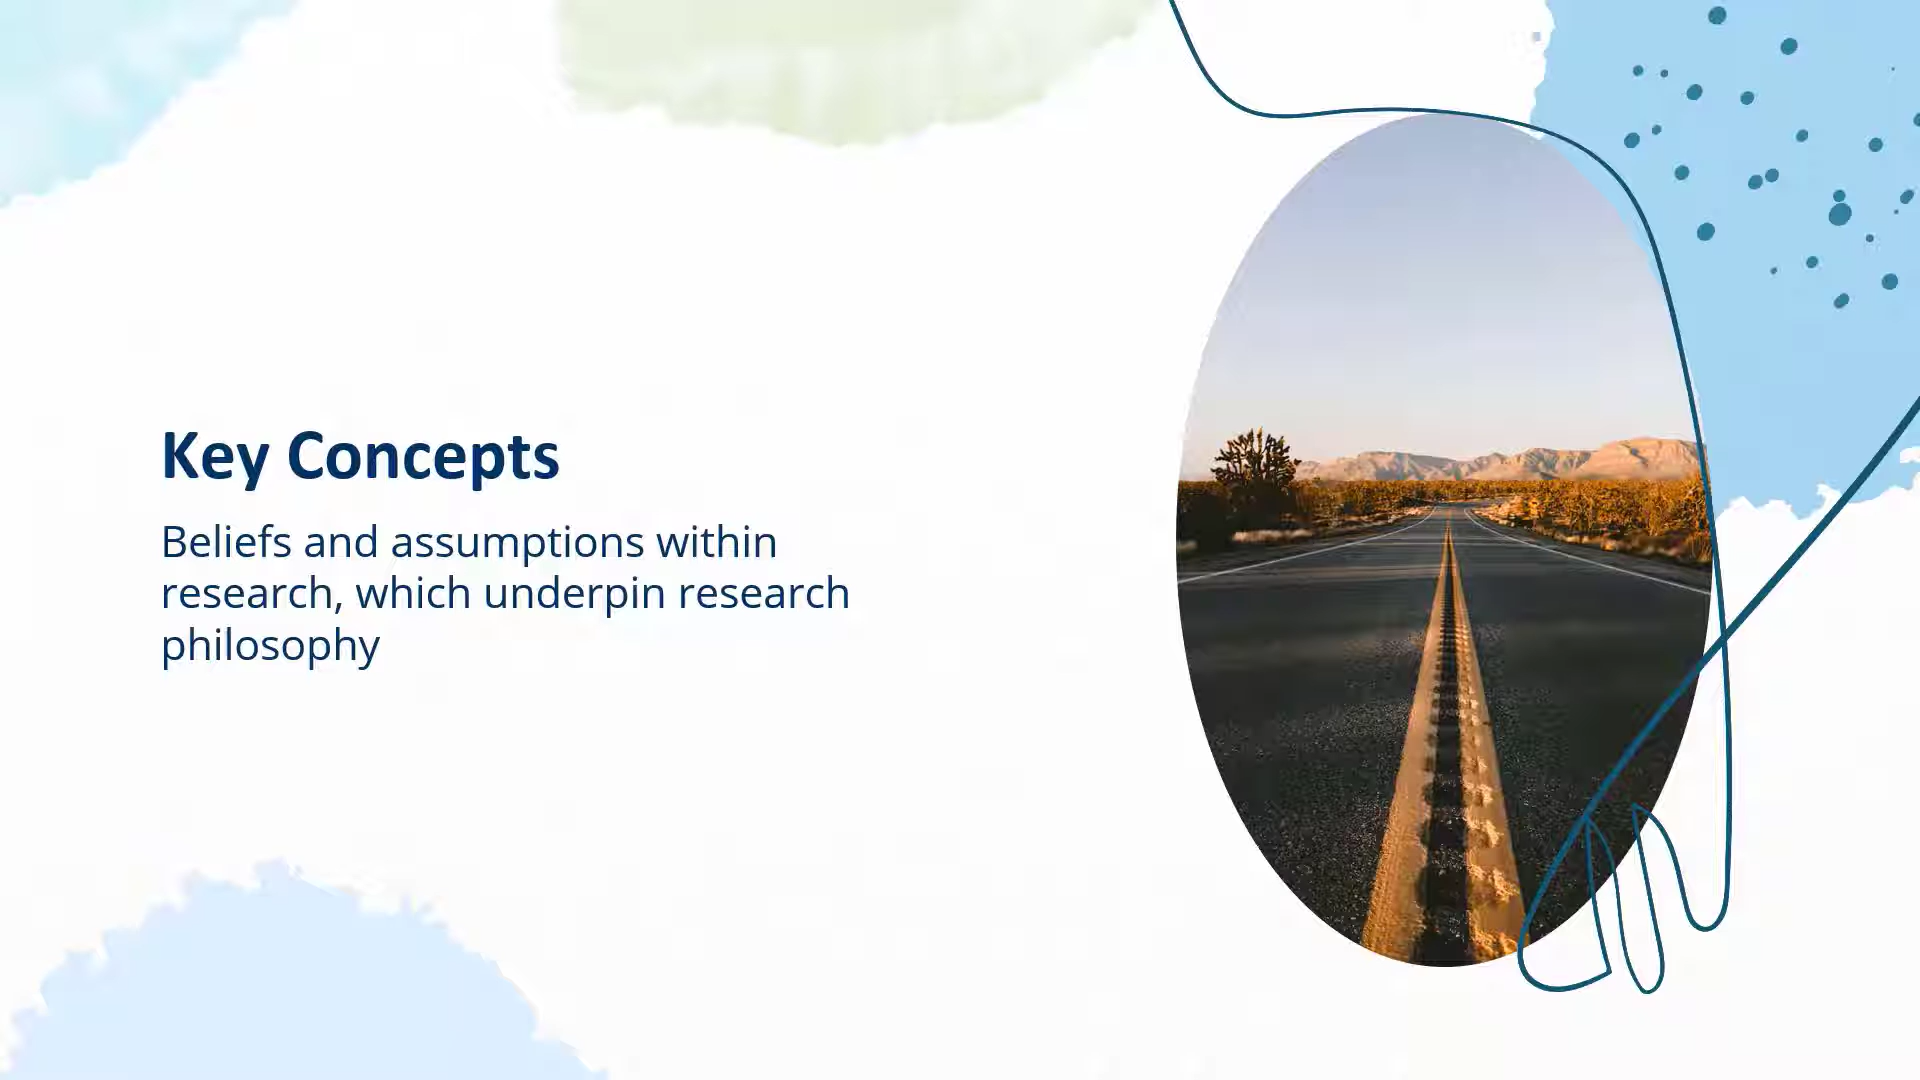 Key Concepts
Beliefs and assumptions within
research, which underpin research
philosophy